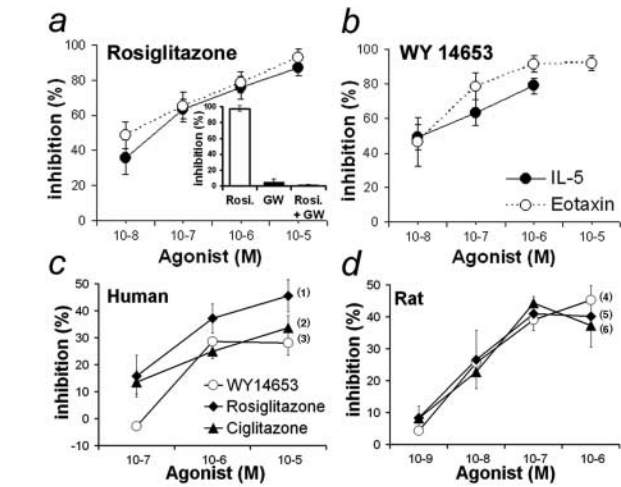 a
Rosiglitazone
inhibition (%)
100
80
60
40
20
0
10-8
10-7
10-6
10-5
Agonist (M)
inhibition (%)
100
80
60
40
20
0
Rosi.
GW
Rosi.
+ GW
b
WY 14653
inhibition (%)
100
80
60
40
20
0
IL-5
Eotaxin
10-8
10-7
10-6
10-5
Agonist (M)
c
Human
inhibition (%)
50
40
30
20
10
0
-10
(1)
(2)
(3)
WY14653
Rosiglitazone
Ciglitazone
10-7
10-6
10-5
Agonist (M)
d
Rat
inhibition (%)
50
40
30
20
10
0
(4)
(5)
(6)
10-9
10-8
10-7
10-6
Agonist (M)